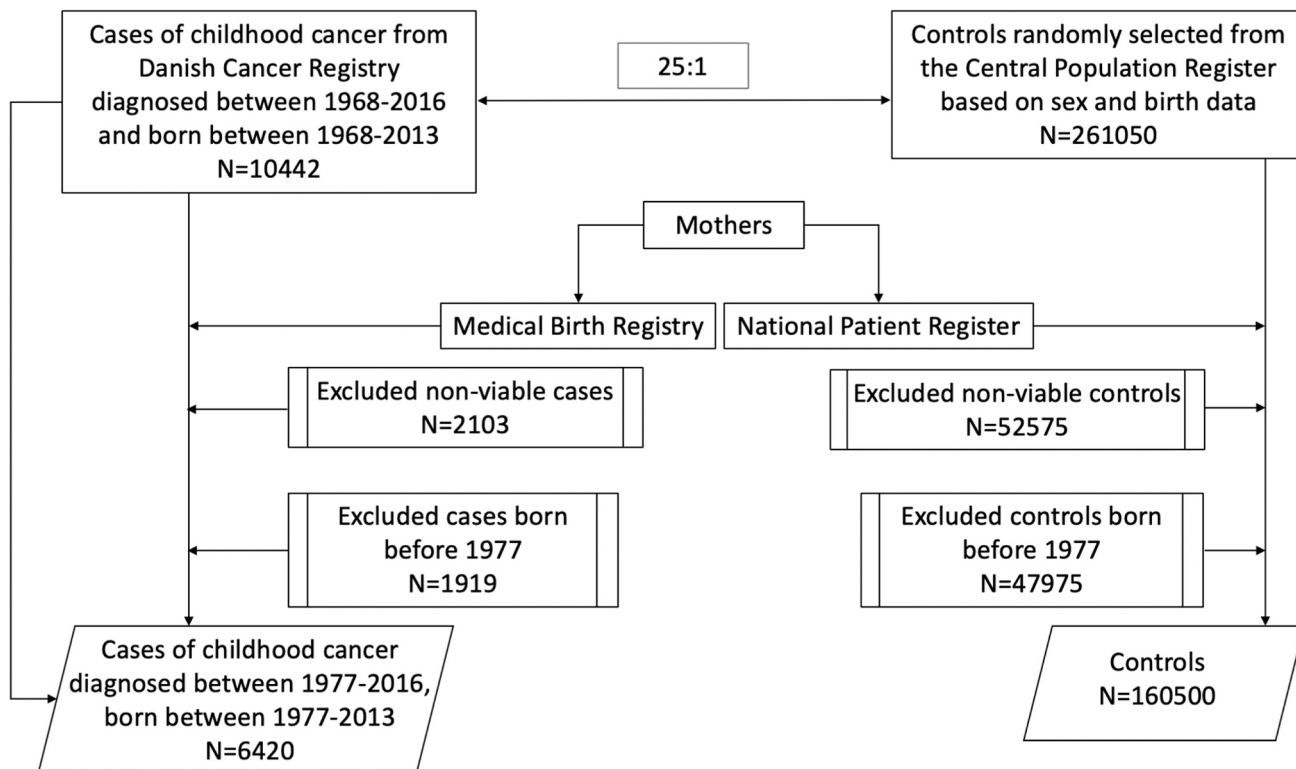 Cases of childhood cancer from
Danish Cancer Registry
diagnosed between 1968-2016
and born between 1968-2013
N=10442
25:1
Controls randomly selected from
the Central Population Register
based on sex and birth data
N=261050
Mothers
Medical Birth Registry
National Patient Register
Excluded non-viable cases
N=2103
Excluded non-viable controls
N=52575
Excluded cases born
before 1977
N=1919
Excluded controls born
before 1977
N=47975
Cases of childhood cancer
diagnosed between 1977-2016,
born between 1977-2013
N=6420
Controls
N=160500